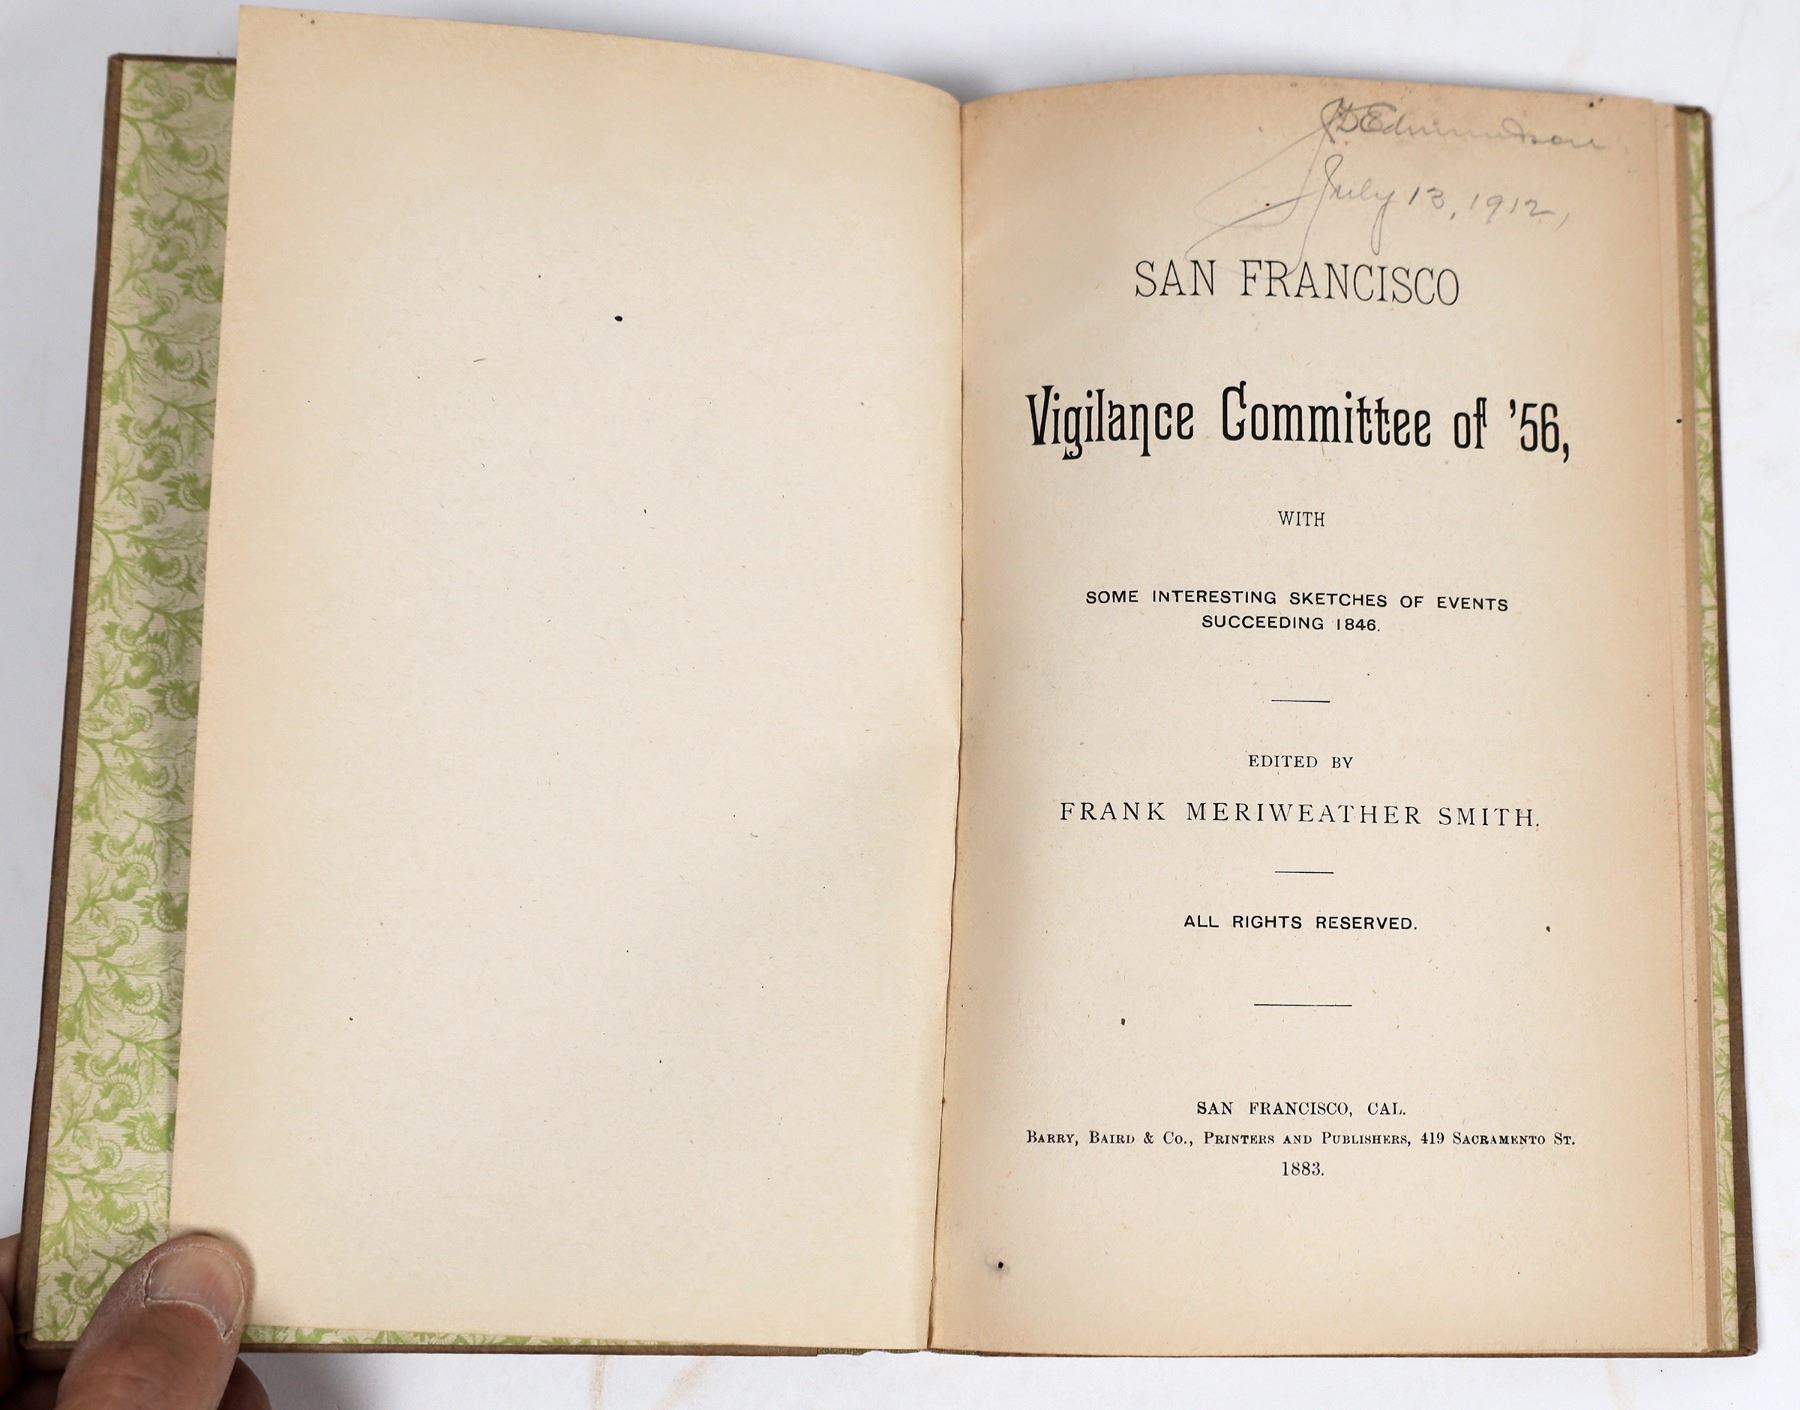 JD Edmundson
July 13, 1912,
SAN FRANCISCO
Vigilance Committee of '56,
WITH
SOME INTERESTING SKETCHES OF EVENTS
SUCCEEDING 1846.
EDITED BY
FRANK MERIWEATHER SMITH.
ALL RIGHTS RESERVED.
SAN FRANCISCO, CAL.
BARRY, BAIRD & CO., PRINTERS AND PUBLISHERS, 419 SACRAMENTO ST.
1883.